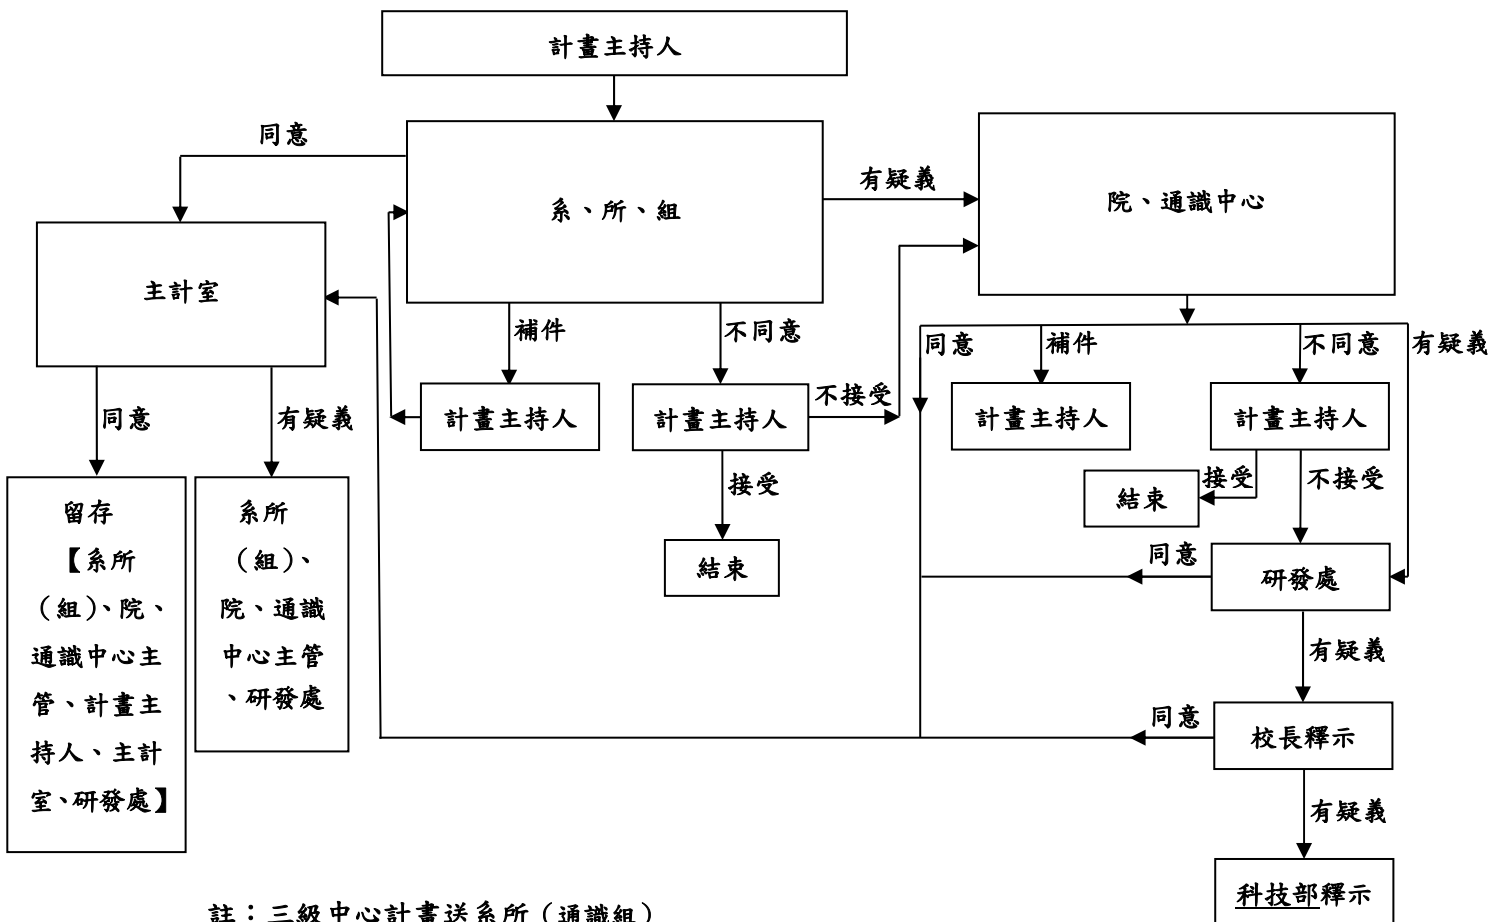 計畫主持人
同意
系、所、組
有疑義
院、通識中心
主計室
補件
不同意
同意
補件
不同意
有疑義
計畫主持人
計畫主持人
不接受
計畫主持人
計畫主持人
同意
有疑義
接受
結束
接受
不接受
結束
留存
【系所
（組）、院、
通識中心主
管、計畫主
持人、主計
室、研發處】
系所
（組）、
院、通識
中心主管
、研發處
同意
研發處
有疑義
同意
校長釋示
有疑義
科技部釋示
註：三級中心計畫送系所（通識組）